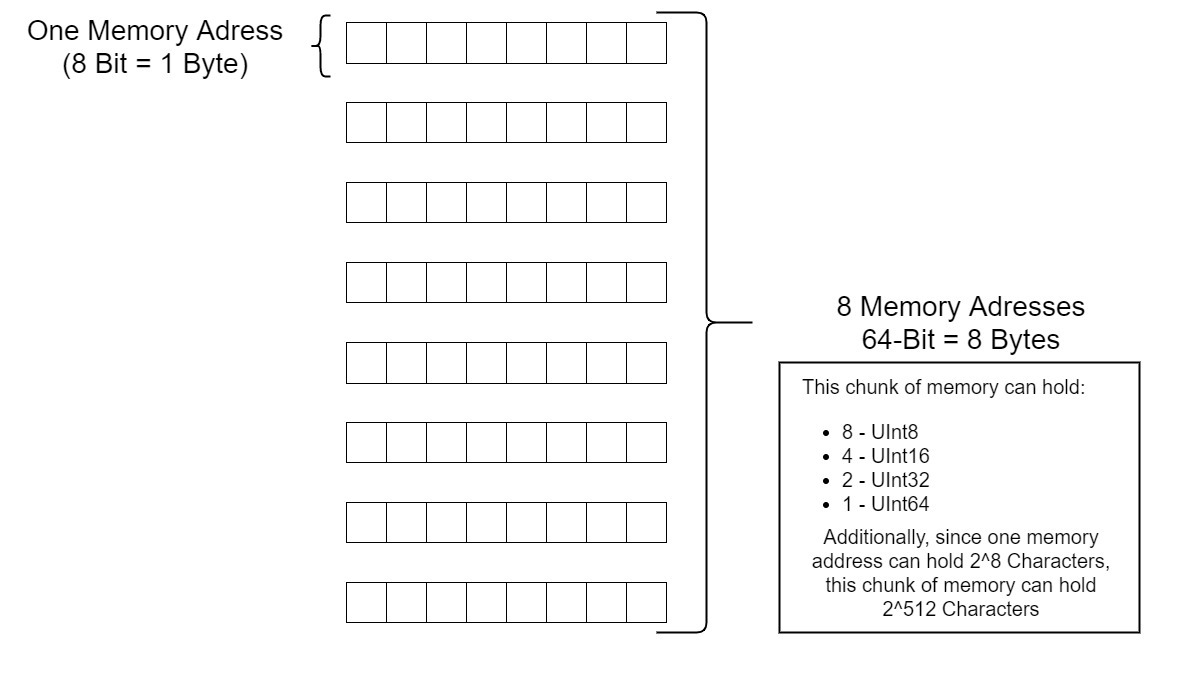 One Memory Adress
(8 Bit = 1 Byte)
8 Memory Adresses
64-Bit = 8 Bytes
This chunk of memory can hold:
• 8 - UInt8
• 4 - UInt16
• 2 - UInt32
• 1 - UInt64
Additionally, since one memory
address can hold 2^8 Characters,
this chunk of memory can hold
2^512 Characters